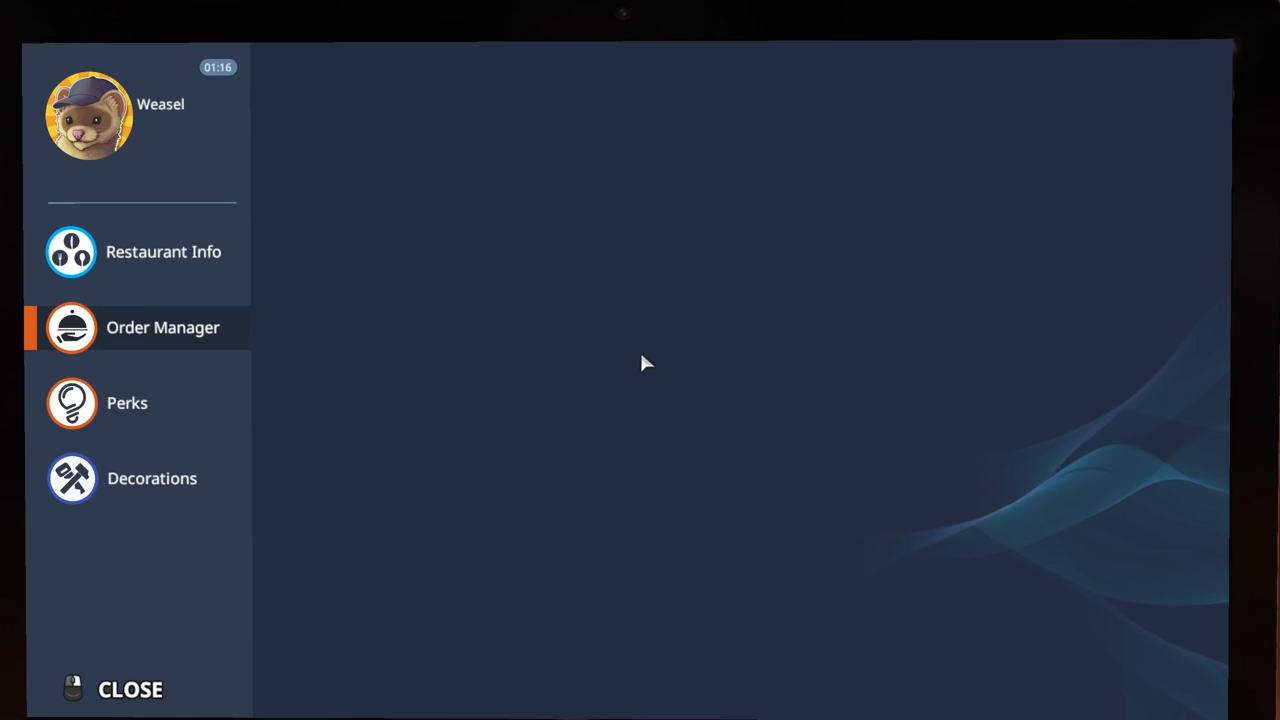 01:16
Weasel
Restaurant Info
Order Manager
Perks
Decorations
CLOSE